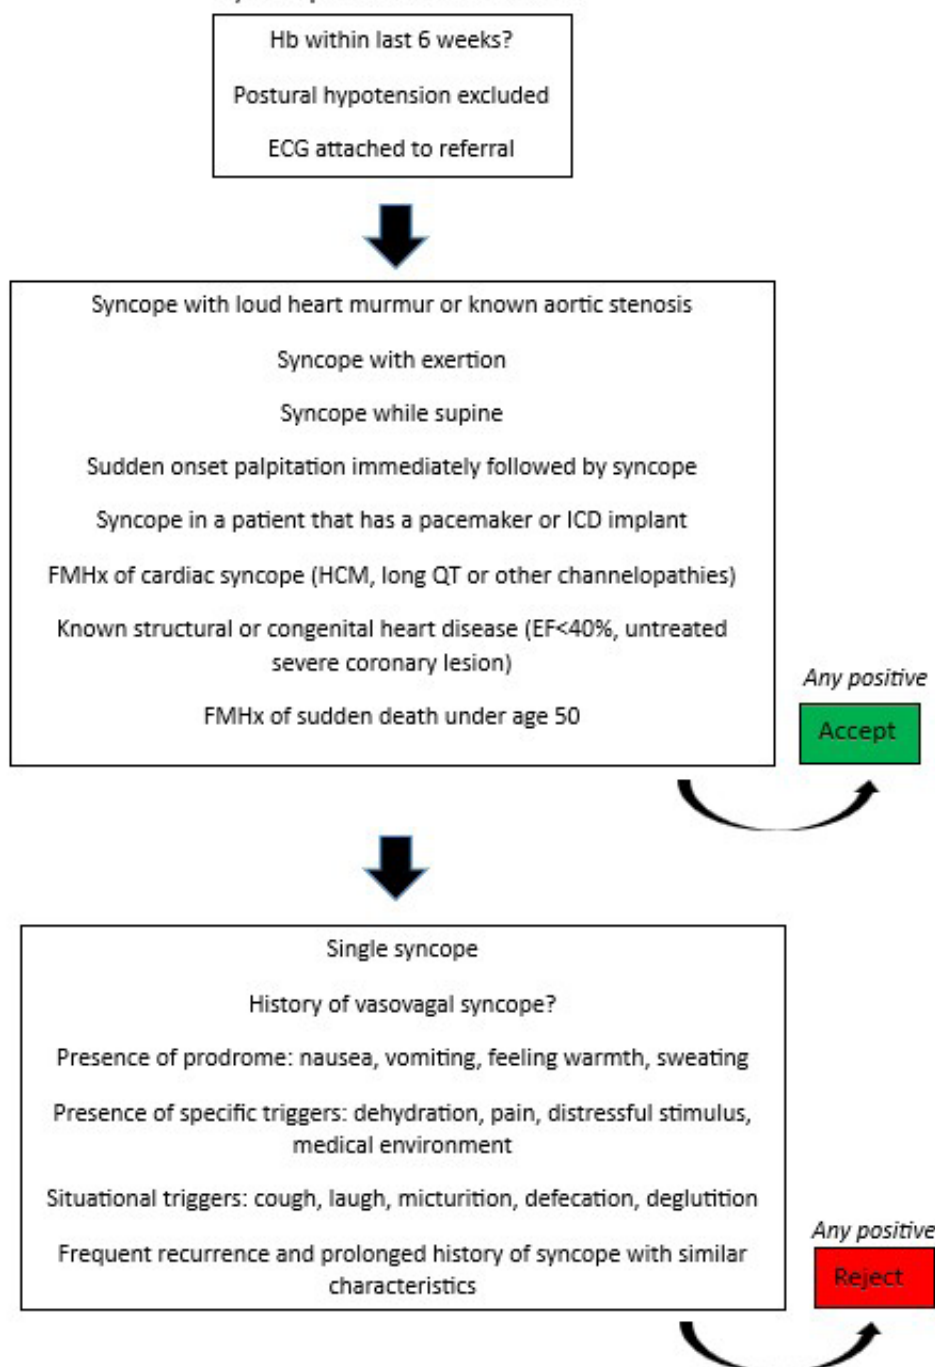 Hb within last 6 weeks?
Postural hypotension excluded
ECG attached to referral
Syncope with loud heart murmur or known aortic stenosis
Syncope with exertion
Syncope while supine
Sudden onset palpitation immediately followed by syncope
Syncope in a patient that has a pacemaker or ICD implant
FMHx of cardiac syncope (HCM, long QT or other channelopathies)
Known structural or congenital heart disease (EF<40%, untreated
severe coronary lesion)
FMHx of sudden death under age 50
Any positive
Accept
Single syncope
History of vasovagal syncope?
Presence of prodrome: nausea, vomiting, feeling warmth, sweating
Presence of specific triggers: dehydration, pain, distressful stimulus,
medical environment
Situational triggers: cough, laugh, micturition, defecation, deglutition
Frequent recurrence and prolonged history of syncope with similar
characteristics
Any positive
Reject